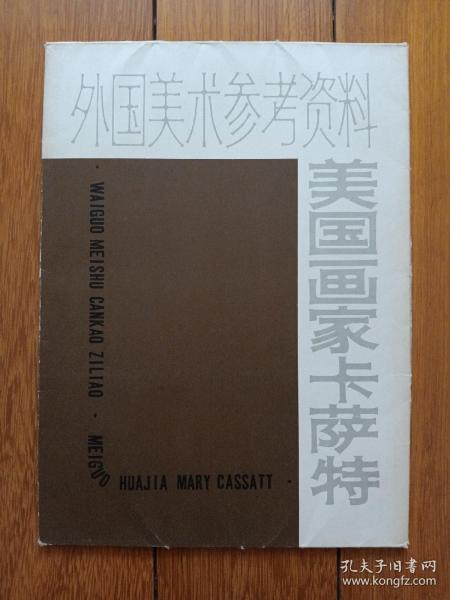 外国美术参考资料
美国画家卡萨特
· WAIGUO MEISHU CANKAO ZILIAO · MEIGUO HUAJIA MARY CASSATT ·
孔夫子旧书网
www.kongfz.com